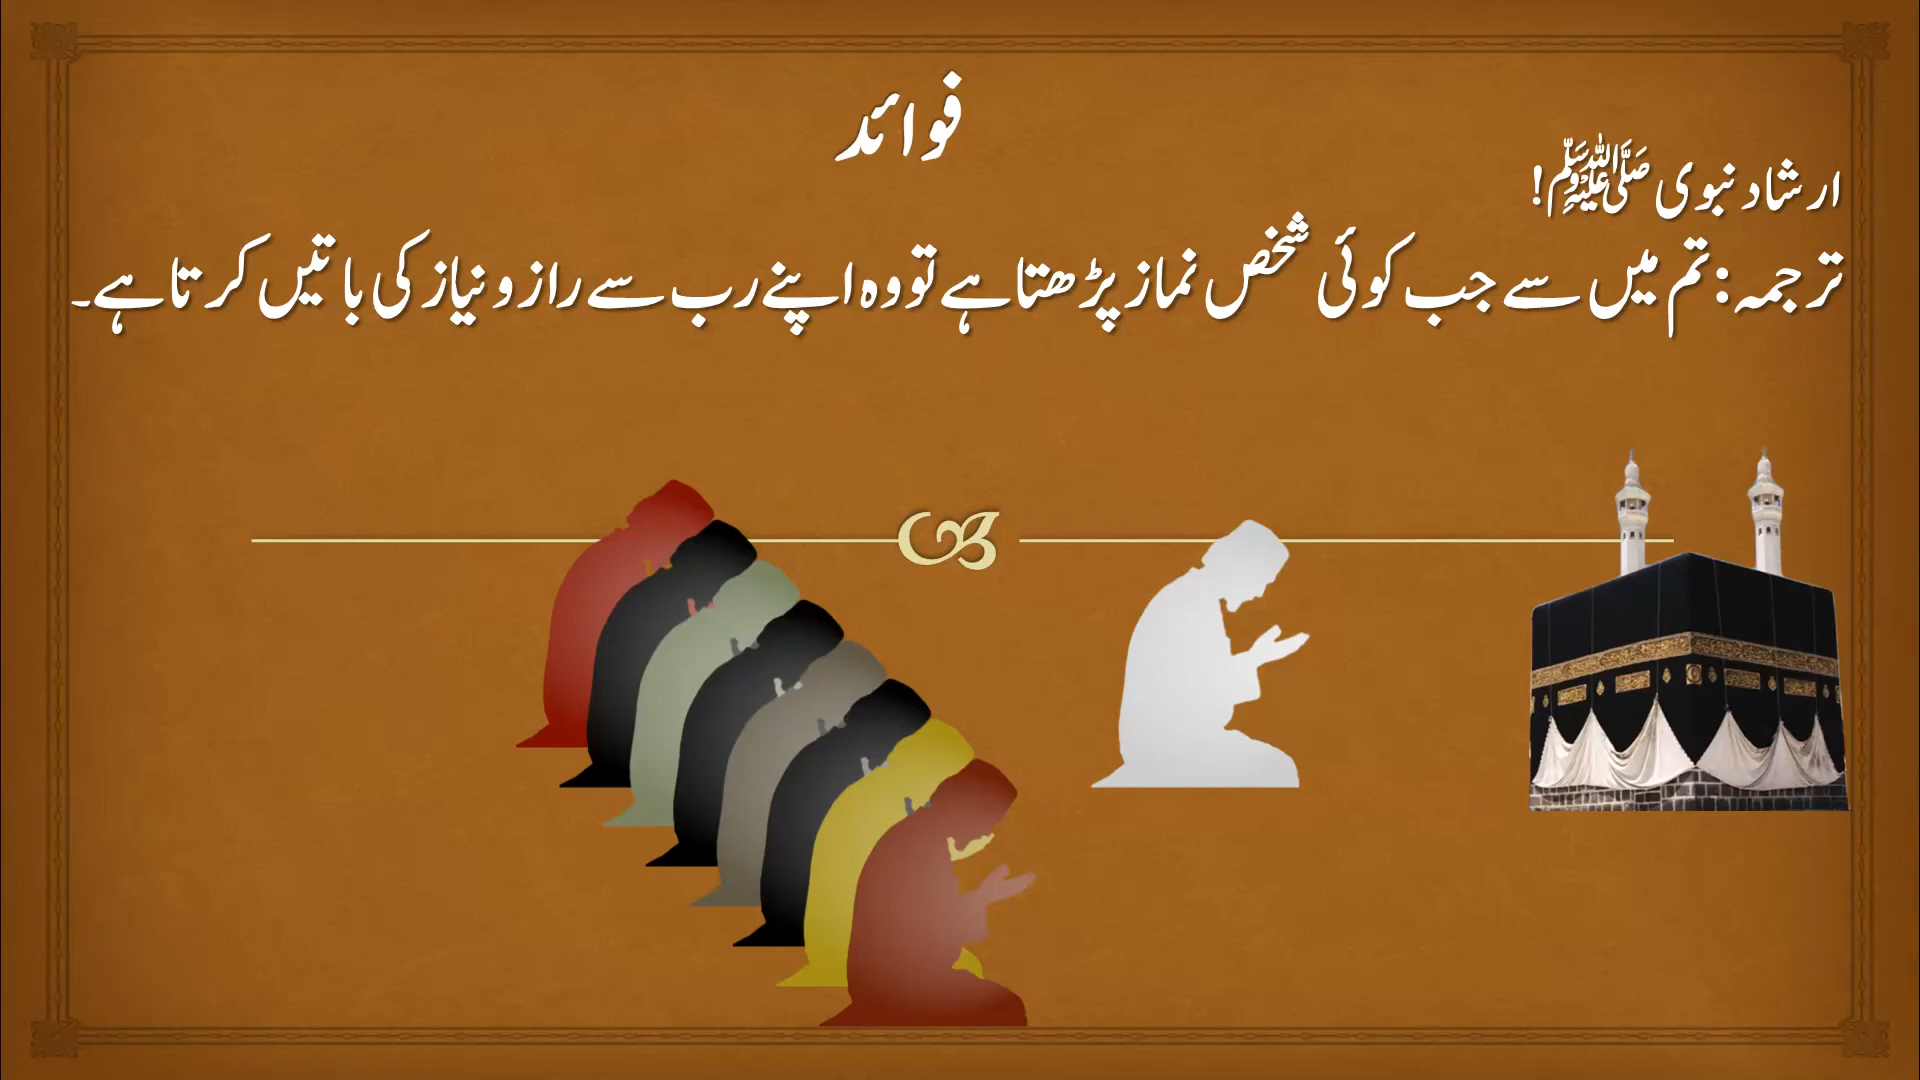 فوائد
ارشاد نبوی ﷺ!
ترجمہ: تم میں سے جب کوئی شخص نماز پڑھتا ہے تو وہ اپنے رب سے راز و نیاز کی باتیں کرتا ہے۔